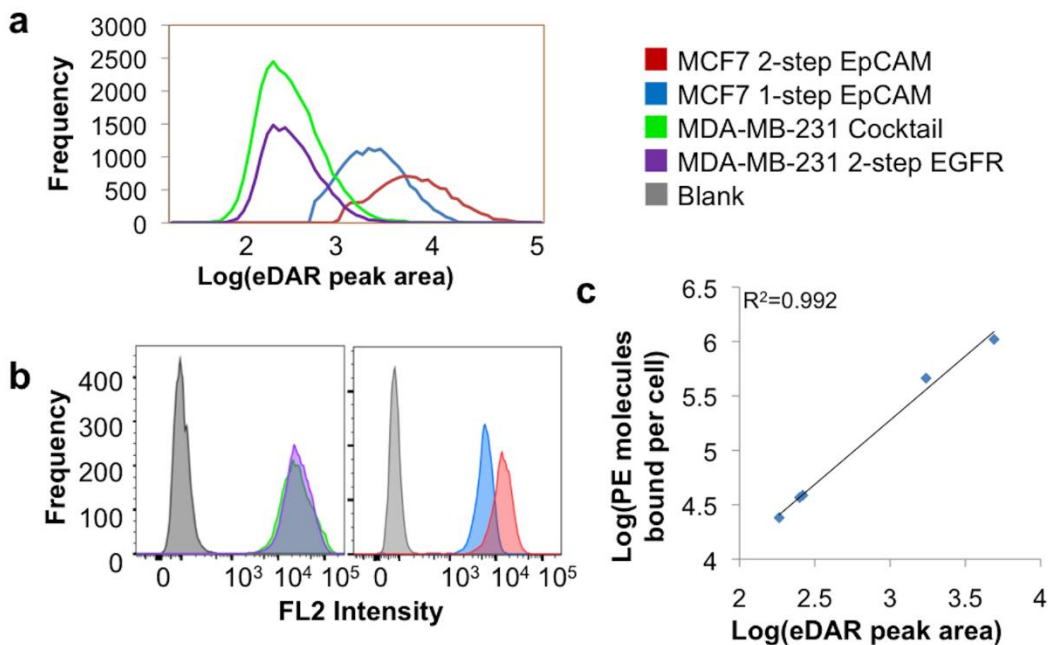 a
3000
2500
2000
1500
1000
500
0
Frequency
2 3 4 5
Log(eDAR peak area)
MCF7 2-step EpCAM
MCF7 1-step EpCAM
MDA-MB-231 Cocktail
MDA-MB-231 2-step EGFR
Blank
b
400
300
200
100
0
Frequency
0 10³ 10⁴ 10⁵
0 10³ 10⁴ 10⁵
FL2 Intensity
c
6.5
6
5.5
5
4.5
4
R²=0.992
Log(PE molecules
bound per cell)
2 2.5 3 3.5 4
Log(eDAR peak area)